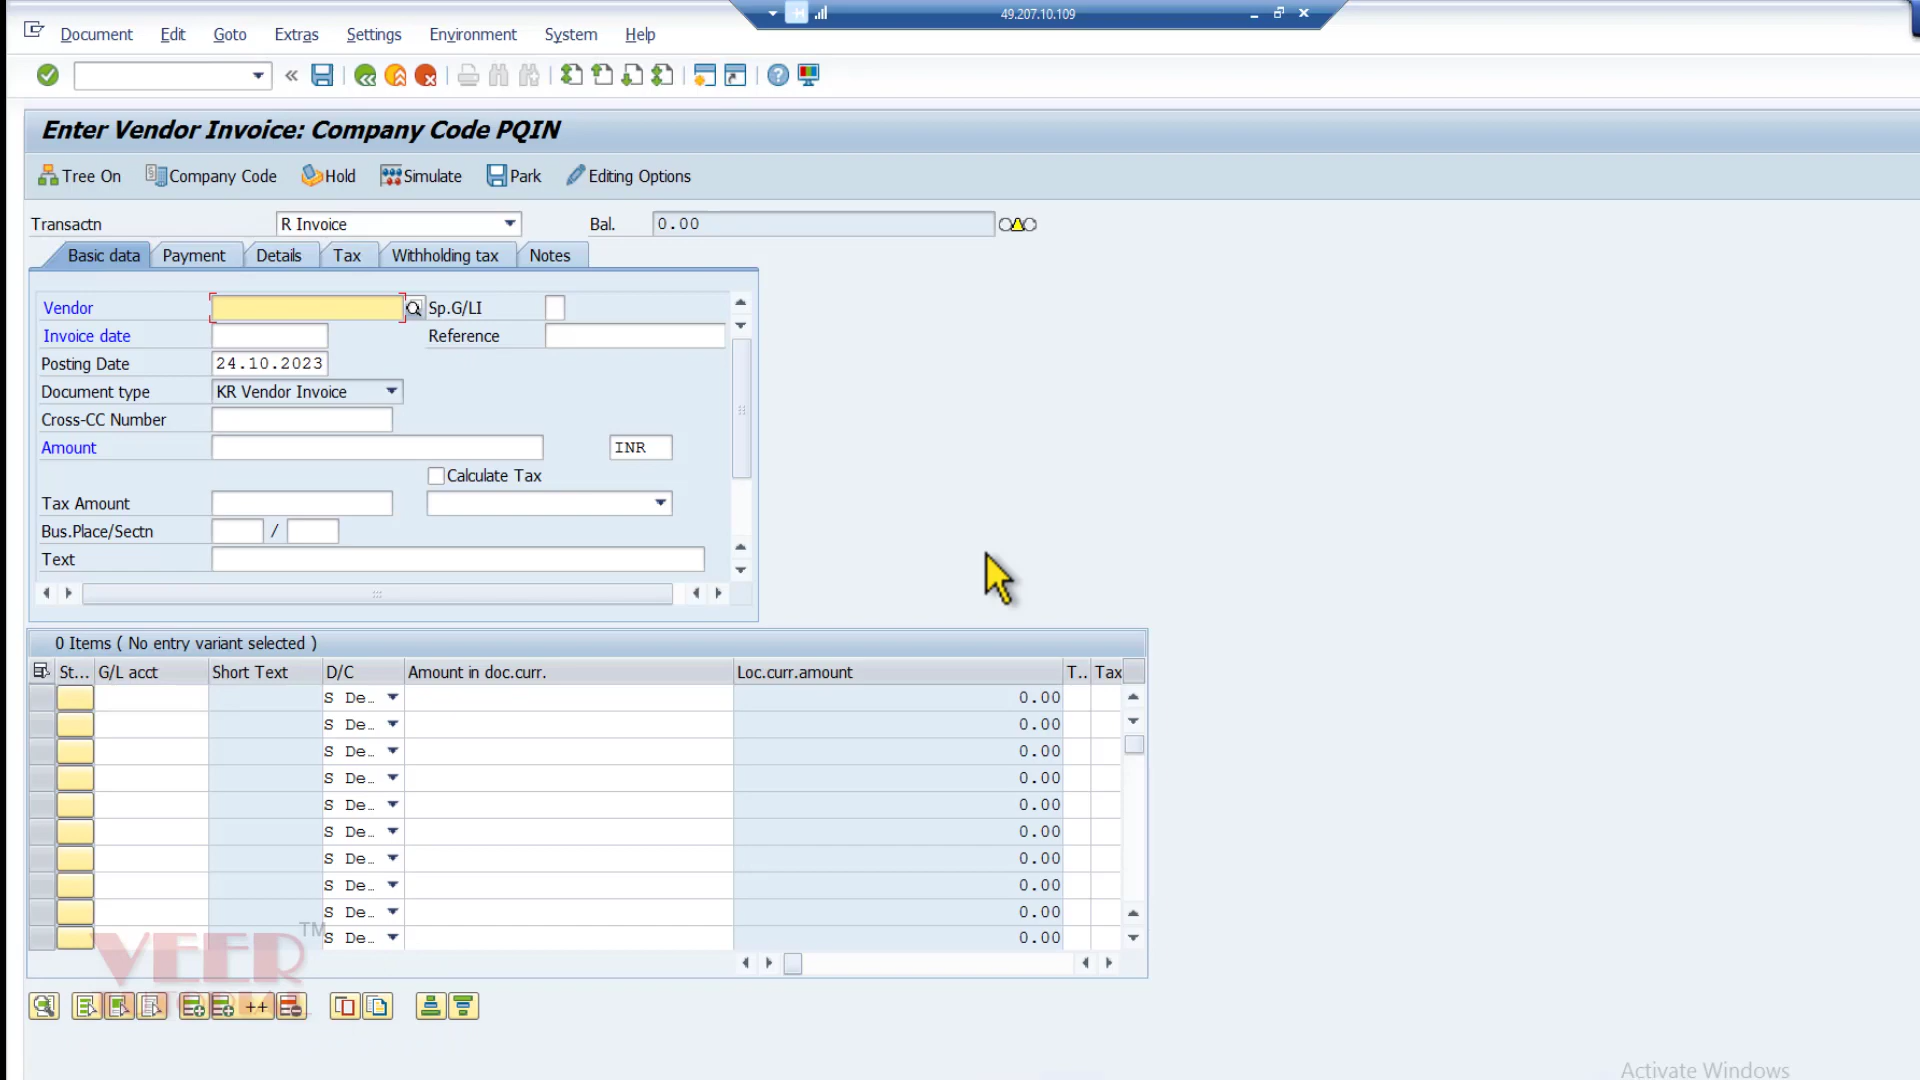 49.207.10.109
Document Edit Goto Extras Settings Environment System Help
Enter Vendor Invoice: Company Code PQIN
Tree On Company Code Hold Simulate Park Editing Options
Transactn R Invoice Bal. 0.00
Basic data Payment Details Tax Withholding tax Notes
Vendor Sp.G/LI
Invoice date Reference
Posting Date 24.10.2023
Document type KR Vendor Invoice
Cross-CC Number
Amount INR
Calculate Tax
Tax Amount
Bus.Place/Sectn /
Text
0 Items ( No entry variant selected )
St... G/L acct Short Text D/C Amount in doc.curr. Loc.curr.amount T.. Tax
S De… 0.00
S De… 0.00
S De… 0.00
S De… 0.00
S De… 0.00
S De… 0.00
S De… 0.00
S De… 0.00
S De… 0.00
S De… 0.00
VEER TM
Activate Windows